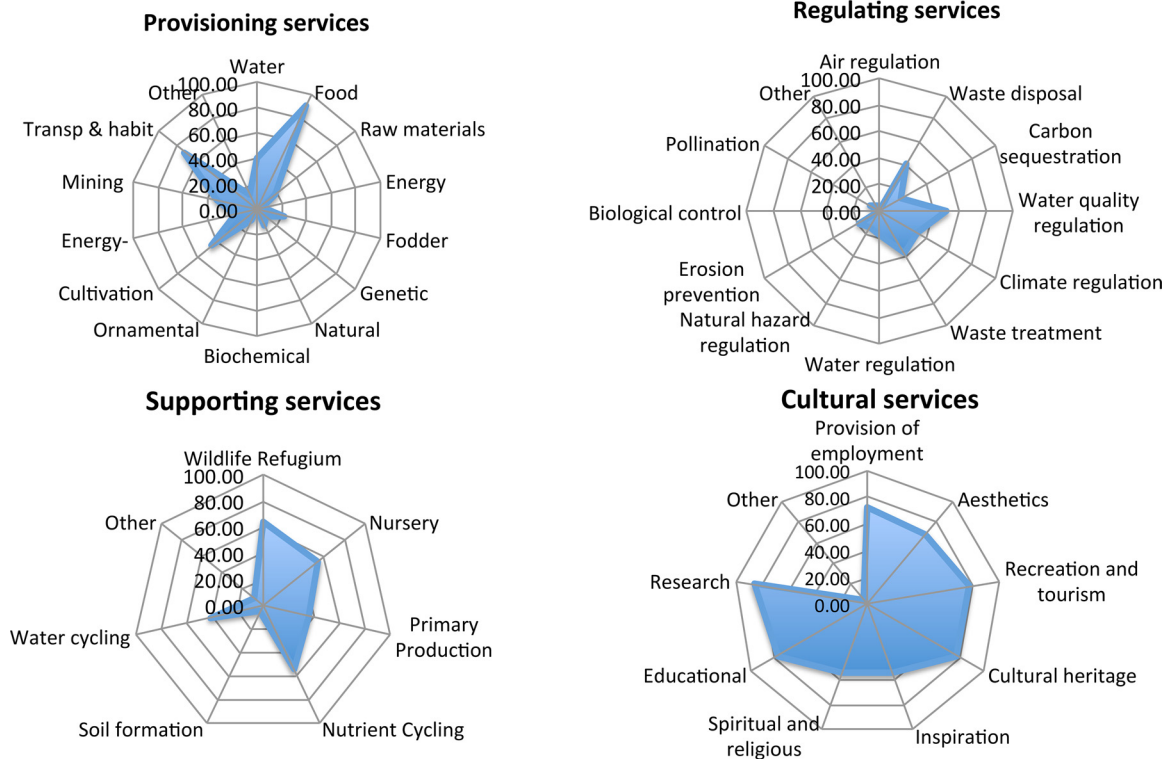 Provisioning services
Water
100.00
Other
Food
80.00
Transp & habit
Raw materials
60.00
40.00
Mining
20.00
Energy
0.00
Energy-
Fodder
Cultivation
Genetic
Ornamental
Natural
Biochemical
Regulating services
Air regulation
100.00
Other
Waste disposal
80.00
Pollination
60.00
Carbon
sequestration
40.00
20.00
Biological control
0.00
Water quality
regulation
Erosion
prevention
Climate regulation
Natural hazard
regulation
Waste treatment
Water regulation
Supporting services
Wildlife Refugium
100.00
80.00
Other
Nursery
60.00
40.00
20.00
0.00
Water cycling
Primary
Production
Soil formation
Nutrient Cycling
Cultural services
Provision of
employment
100.00
Other
80.00
Aesthetics
60.00
40.00
Research
20.00
Recreation and
tourism
0.00
Educational
Cultural heritage
Spiritual and
religious
Inspiration